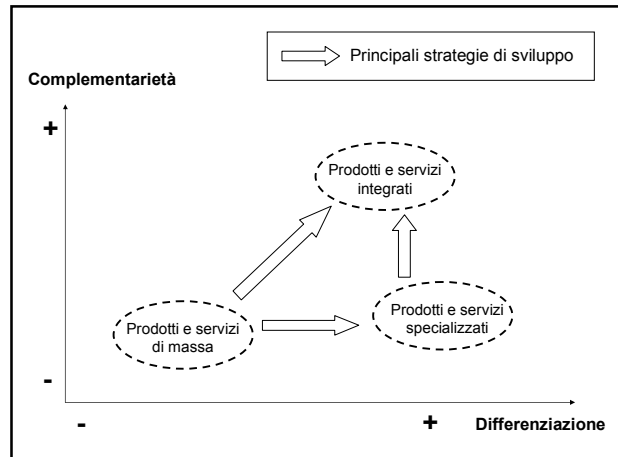 Principali strategie di sviluppo
Complementarietà
+
Prodotti e servizi
integrati
Prodotti e servizi
di massa
Prodotti e servizi
specializzati
-
-
+
Differenziazione